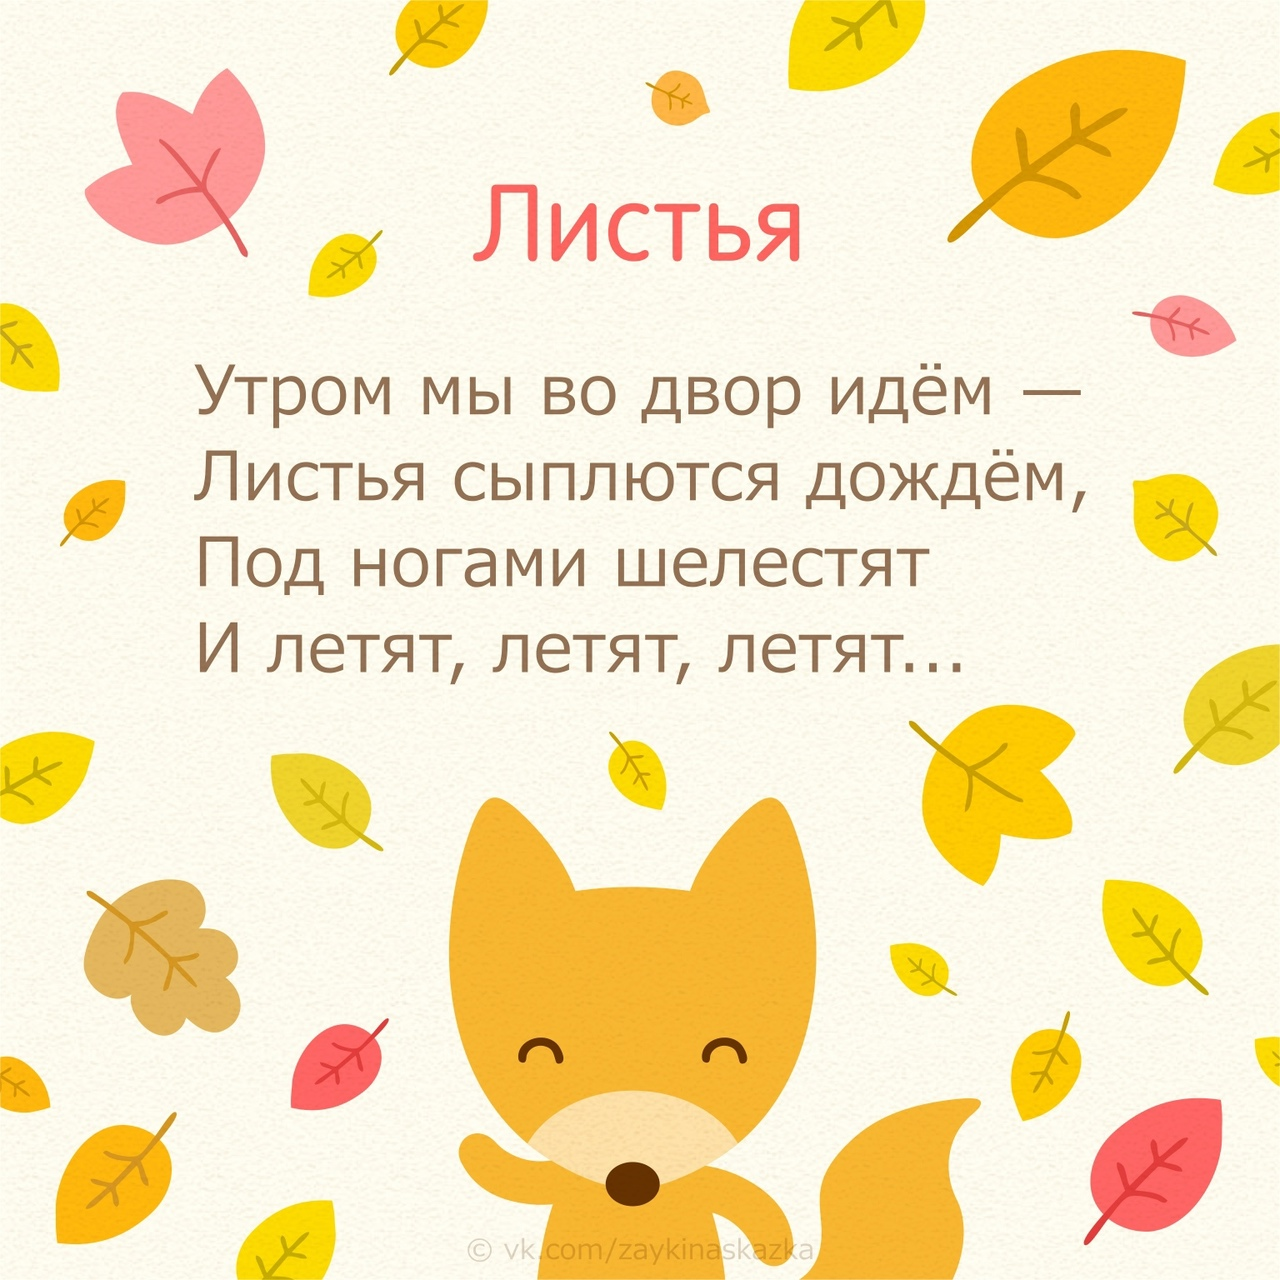 Листья
Утром мы во двор идём —
Листья сыплются дождём,
Под ногами шелестят
И летят, летят, летят...
© vk.com/zaykinaskazka